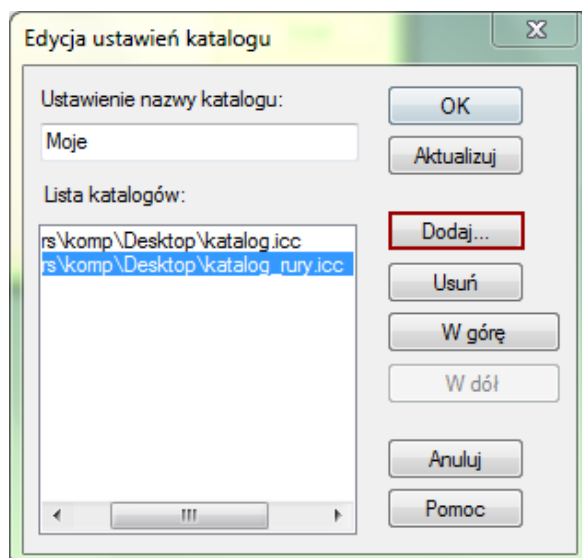 Edycja ustawień katalogu
Ustawienie nazwy katalogu:
Moje
Lista katalogów:
rs\komp\Desktop\katalog.icc
rs\komp\Desktop\katalog_rury.icc
OK
Aktualizuj
Dodaj...
Usuń
W górę
W dół
Anuluj
Pomoc